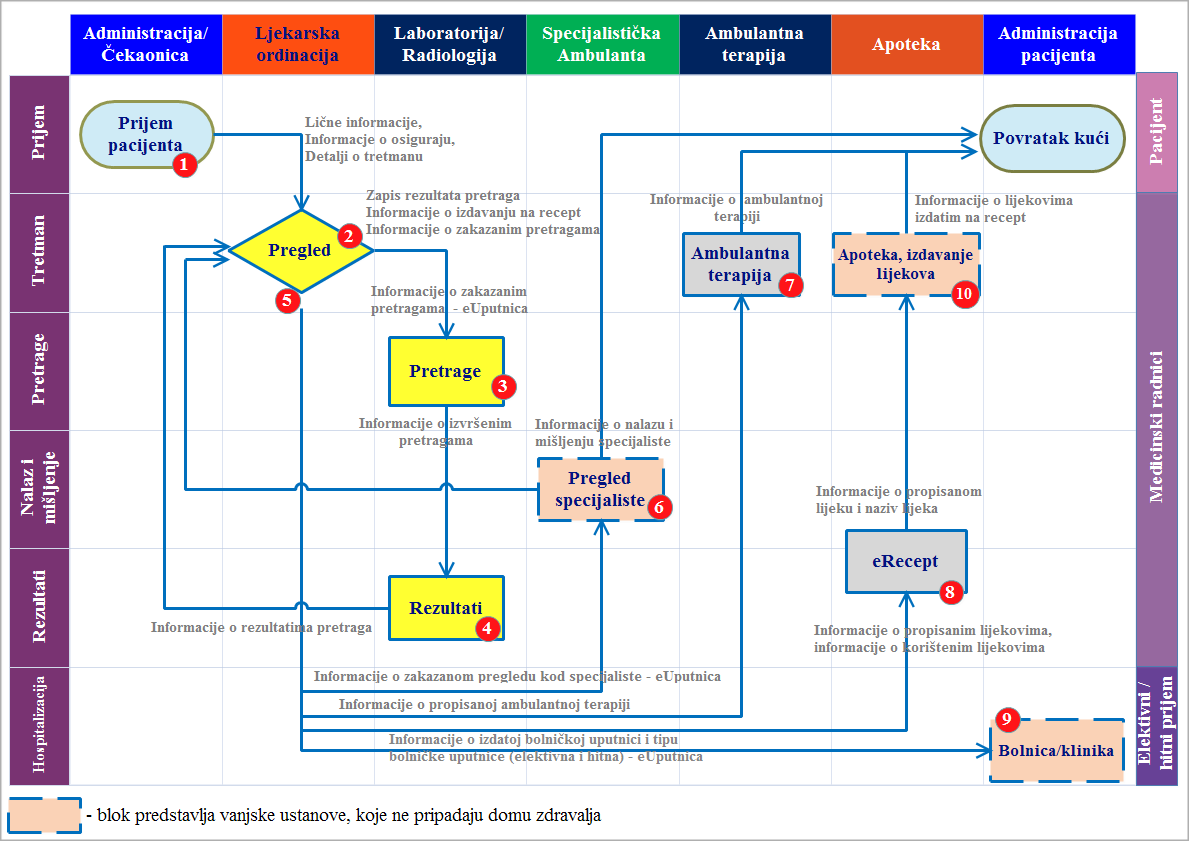 Administracija/
Čekaonica
Ljekarska
ordinacija
Laboratorija/
Radiologija
Specijalistička
Ambulanta
Ambulantna
terapija
Apoteka
Administracija
pacijenta
Prijem
Prijem
pacijenta
1
Lične informacije,
Informacje o osiguraju,
Detalji o tretmanu
Povratak kući
Pacijent
Tretman
Zapis rezultata pretraga
Informacije o izdavanju na recept
Informacije o zakazanim pretragama
Pregled
2
5
Informacije o ambulantnoj
terapiji
Ambulantna
terapija
7
Informacije o lijekovima
izdatim na recept
Apoteka, izdavanje
lijekova
10
Medicinski radnici
Pretrage
Informacije o zakazanim
pretragama - eUputnica
Pretrage
3
Informacije o izvršenim
pretragama
Nalaz i
mišljenje
Informacije o nalazu i
mišljenju specijaliste
Pregled
specijaliste
6
Informacije o propisanom
lijeku i naziv lijeka
Rezultati
Rezultati
4
Informacije o rezultatima pretraga
eRecept
8
Informacije o propisanim lijekovima,
informacije o korištenim lijekovima
Hospitalizacija
Informacije o zakazanom pregledu kod specijaliste - eUputnica
Informacije o propisanoj ambulantnoj terapiji
Informacije o izdatoj bolničkoj uputnici i tipu
bolničke uputnice (elektivna i hitna) - eUputnica
9
Bolnica/klinika
Elektivni /
hitni prijem
- blok predstavlja vanjske ustanove, koje ne pripadaju domu zdravalja